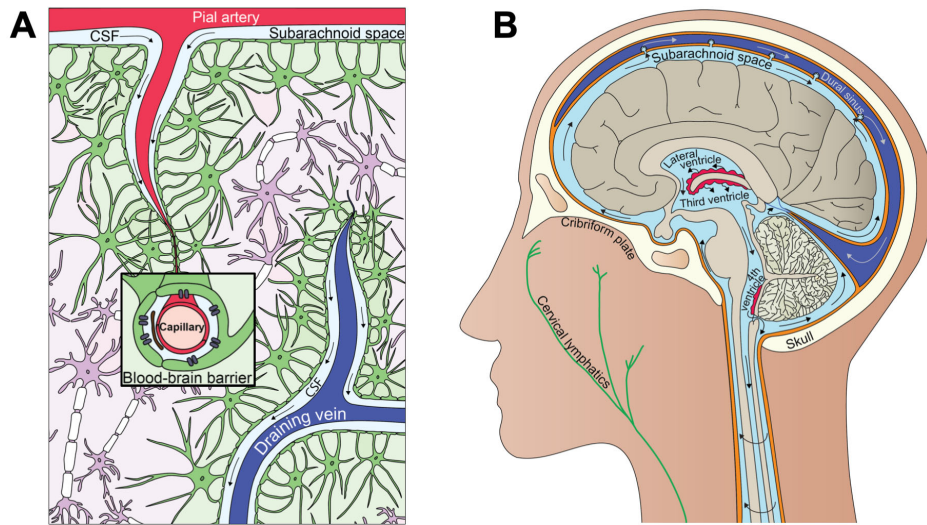 A
Pial artery
CSF
Subarachnoid space
Capillary
Blood-brain barrier
CSF
Draining vein
B
Subarachnoid space
Dural sinus
Lateral
ventricle
Third ventricle
Cribriform plate
4th
ventricle
Cervical lymphatics
Skull